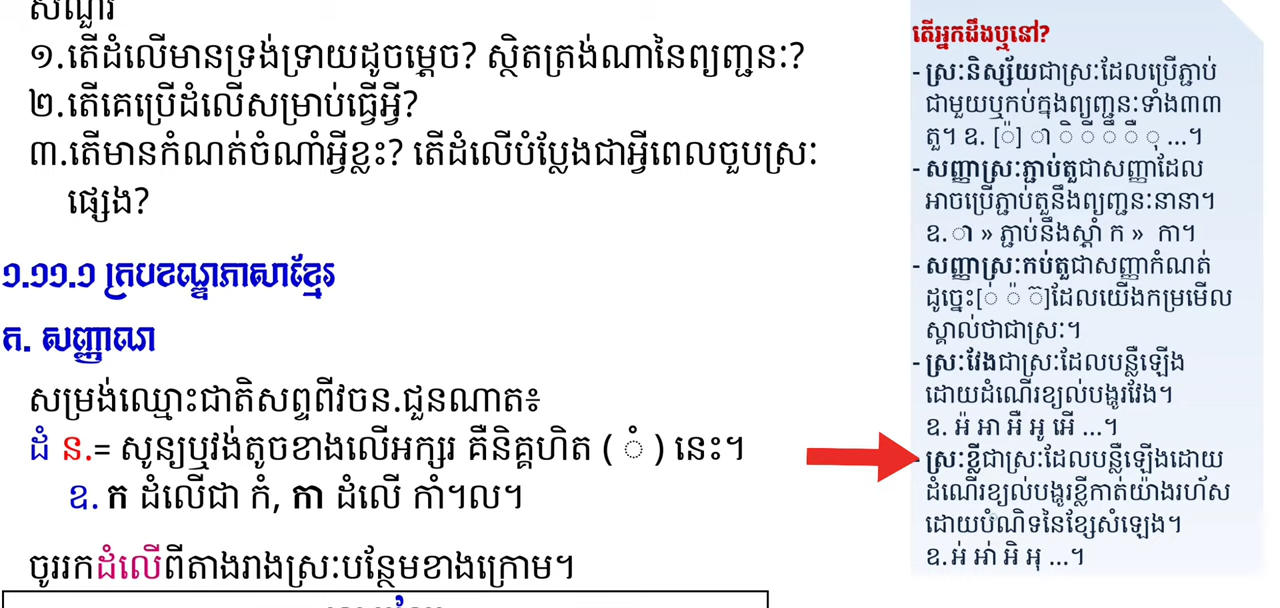 សំណួរ
១.តើដំលើមានទ្រង់ទ្រាយដូចម្ដេច? ស្ថិតត្រង់ណានៃព្យញ្ជនៈ?
២.តើគេប្រើដំលើសម្រាប់ធ្វើអ្វី?
៣.តើមានកំណត់ចំណាំអ្វីខ្លះ? តើដំលើបំប្លែងជាអ្វីពេលចួបស្រៈ
ផ្សេង?
១.១១.១ ក្របខណ្ឌភាសាខ្មែរ
ក. សញ្ញាណ
សម្រង់ឈ្មោះជាតិសព្ទពីវចន.ជួនណាត៖
ដំ ន.= សូន្យឬវង់តូចខាងលើអក្សរ គឺនិគ្គហិត ( ំ ) នេះ។
ឧ. ក ដំលើជា កំ, កា ដំលើ កាំ។ល។
ចូររកដំលើពីតាងរាងស្រៈបន្ថែមខាងក្រោម។
តើអ្នកដឹងឬនៅ?
- ស្រៈនិស្ស័យជាស្រៈដែលប្រើភ្ជាប់
ជាមួយឬកប់ក្នុងព្យញ្ជនៈទាំង៣៣
តួ។ ឧ. [៉] ា ិ ី ឹ ឺ ុ ...។
- សញ្ញាស្រៈភ្ជាប់តួជាសញ្ញាដែល
អាចប្រើភ្ជាប់តួនឹងព្យញ្ជនៈនានា។
ឧ.ា » ភ្ជាប់នឹងស្ដាំ ក » កា។
- សញ្ញាស្រៈកប់តួជាសញ្ញាកំណត់
ដូច្នេះ[់ ៉ ៊]ដែលយើងកម្រមើល
ស្គាល់ថាជាស្រៈ។
- ស្រៈវែងជាស្រៈដែលបន្លឺឡើង
ដោយដំណើរខ្យល់បង្ហូរវែង។
ឧ. អ៉ អា អឺ អូ អើ ...។
- ស្រៈខ្លីជាស្រៈដែលបន្លឺឡើងដោយ
ដំណើរខ្យល់បង្ហូរខ្លីកាត់យ៉ាងរហ័ស
ដោយបំណិទនៃខ្សែសំឡេង។
ឧ.អ់ អា់ អិ អុ ...។